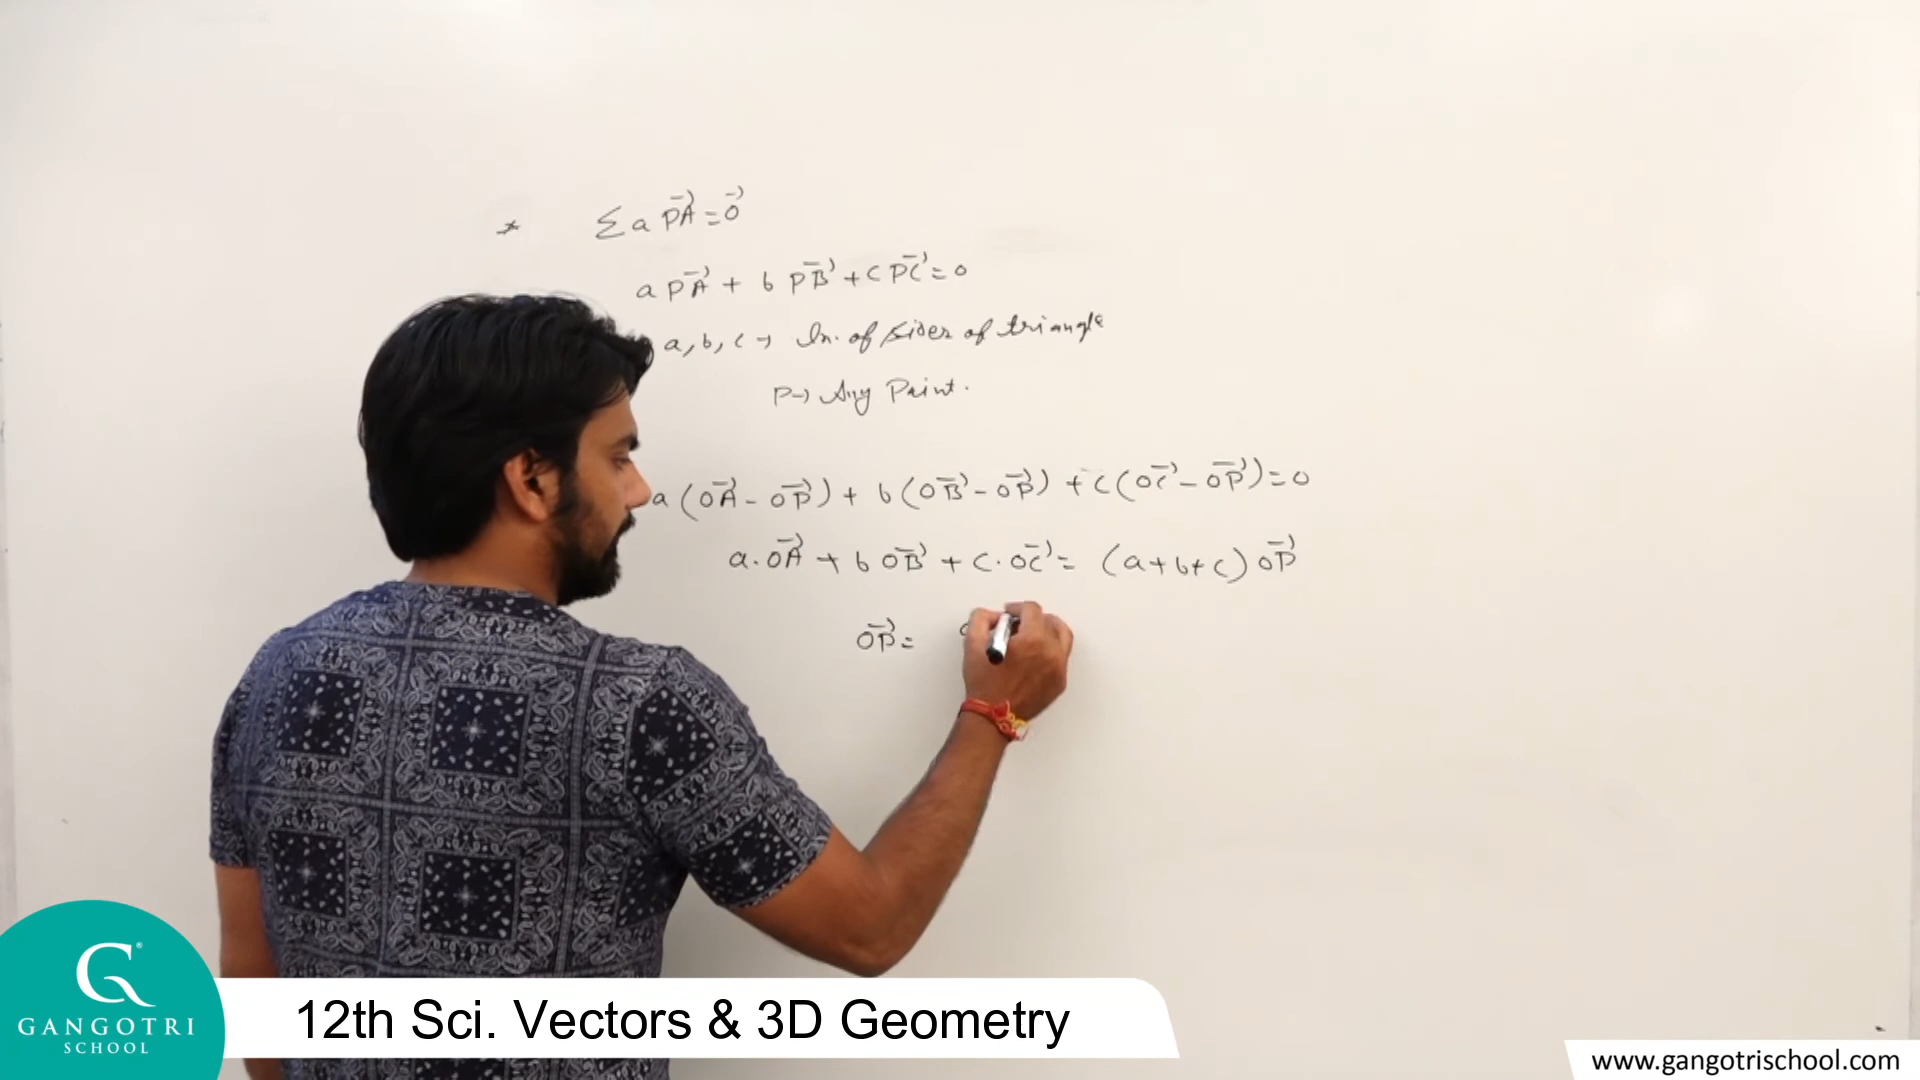 * Σ a PA⃗ = 0⃗
a PA⃗ + b PB⃗ + c PC⃗ = 0
a, b, c → ln. of sides of triangle
P → Any Point.
a (OA⃗ - OP⃗) + b (OB⃗ - OP⃗) + c (OC⃗ - OP⃗) = 0
a. OA⃗ + b OB⃗ + c. OC⃗ = (a+b+c) OP⃗
OP⃗ =
G
GANGOTRI
SCHOOL
12th Sci. Vectors & 3D Geometry
www.gangotrischool.com